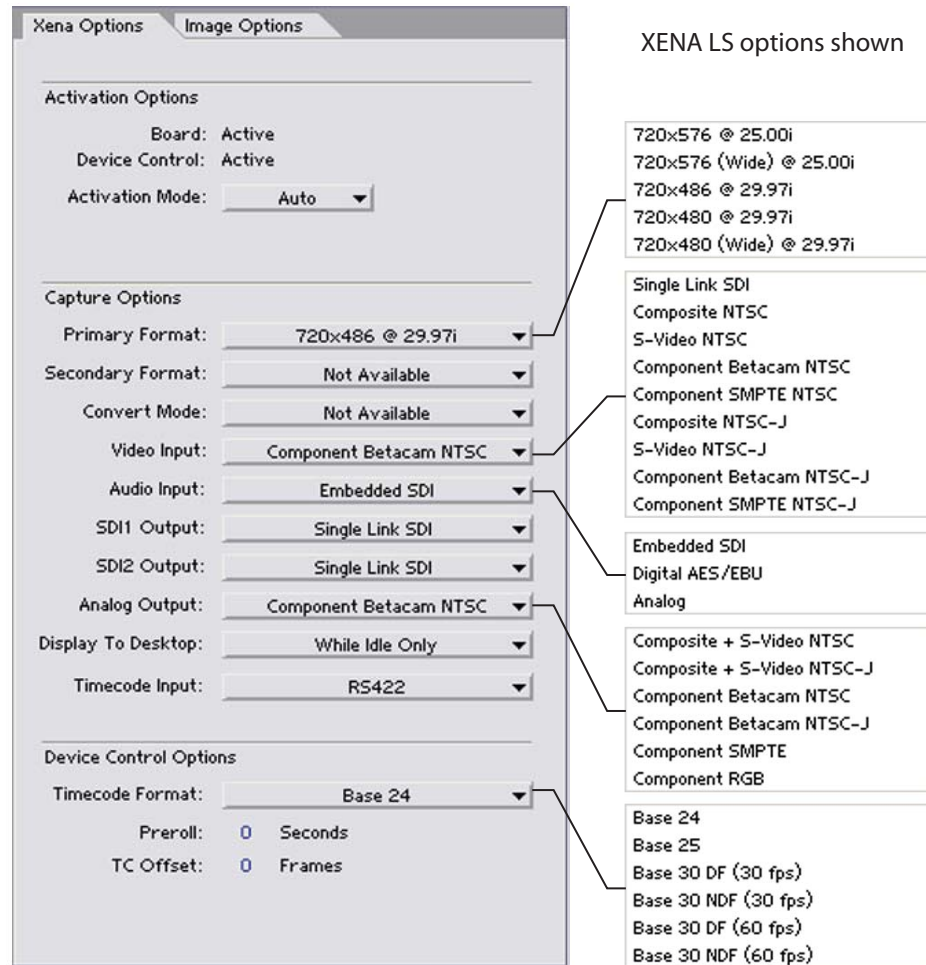 Xena Options
Image Options
XENA LS options shown
Activation Options
Board: Active
Device Control: Active
Activation Mode: Auto
Capture Options
Primary Format: 720x486 @ 29.97i
Secondary Format: Not Available
Convert Mode: Not Available
Video Input: Component Betacam NTSC
Audio Input: Embedded SDI
SDI1 Output: Single Link SDI
SDI2 Output: Single Link SDI
Analog Output: Component Betacam NTSC
Display To Desktop: While Idle Only
Timecode Input: RS422
Device Control Options
Timecode Format: Base 24
Preroll: 0 Seconds
TC Offset: 0 Frames
720x576 @ 25.00i
720x576 (Wide) @ 25.00i
720x486 @ 29.97i
720x480 @ 29.97i
720x480 (Wide) @ 29.97i
Single Link SDI
Composite NTSC
S-Video NTSC
Component Betacam NTSC
Component SMPTE NTSC
Composite NTSC-J
S-Video NTSC-J
Component Betacam NTSC-J
Component SMPTE NTSC-J
Embedded SDI
Digital AES/EBU
Analog
Composite + S-Video NTSC
Composite + S-Video NTSC-J
Component Betacam NTSC
Component Betacam NTSC-J
Component SMPTE
Component RGB
Base 24
Base 25
Base 30 DF (30 fps)
Base 30 NDF (30 fps)
Base 30 DF (60 fps)
Base 30 NDF (60 fps)